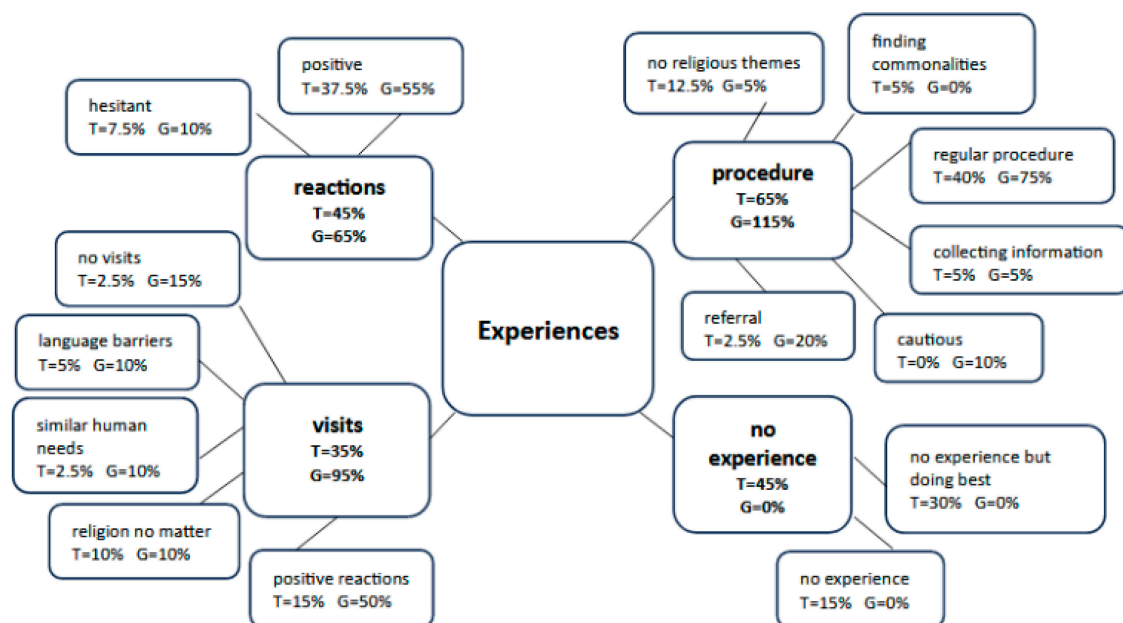 positive
T=37.5% G=55%
hesitant
T=7.5% G=10%
reactions
T=45%
G=65%
no visits
T=2.5% G=15%
language barriers
T=5% G=10%
similar human
needs
T=2.5% G=10%
religion no matter
T=10% G=10%
positive reactions
T=15% G=50%
visits
T=35%
G=95%
Experiences
no religious themes
T=12.5% G=5%
finding
commonalities
T=5% G=0%
procedure
T=65%
G=115%
regular procedure
T=40% G=75%
collecting information
T=5% G=5%
referral
T=2.5% G=20%
cautious
T=0% G=10%
no
experience
T=45%
G=0%
no experience but
doing best
T=30% G=0%
no experience
T=15% G=0%